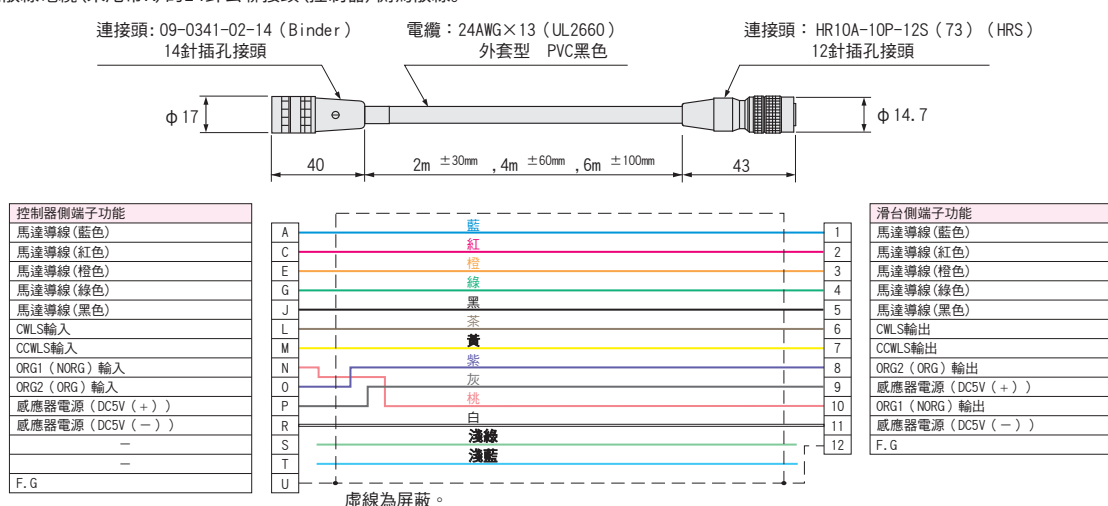 連接頭：09-0341-02-14（Binder）
14針插孔接頭
電纜：24AWG×13（UL2660）
外套型 PVC黑色
連接頭：HR10A-10P-12S（73）（HRS）
12針插孔接頭
φ17
φ14.7
40
2m ±30mm ,4m ±60mm ,6m ±100mm
43
控制器側端子功能
馬達導線(藍色)
馬達導線(紅色)
馬達導線(橙色)
馬達導線(綠色)
馬達導線(黑色)
CWLS輸入
CCWLS輸入
ORG1（NORG）輸入
ORG2（ORG）輸入
感應器電源（DC5V（＋））
感應器電源（DC5V（－））
－
－
F.G
A
C
E
G
J
L
M
N
O
P
R
S
T
U
藍
紅
橙
綠
黑
茶
黃
紫
灰
桃
白
淺綠
淺藍
1
2
3
4
5
6
7
8
9
10
11
12
滑台側端子功能
馬達導線(藍色)
馬達導線(紅色)
馬達導線(橙色)
馬達導線(綠色)
馬達導線(黑色)
CWLS輸出
CCWLS輸出
ORG2（ORG）輸出
感應器電源（DC5V（＋））
ORG1（NORG）輸出
感應器電源（DC5V（－））
F.G
虛線為屏蔽。